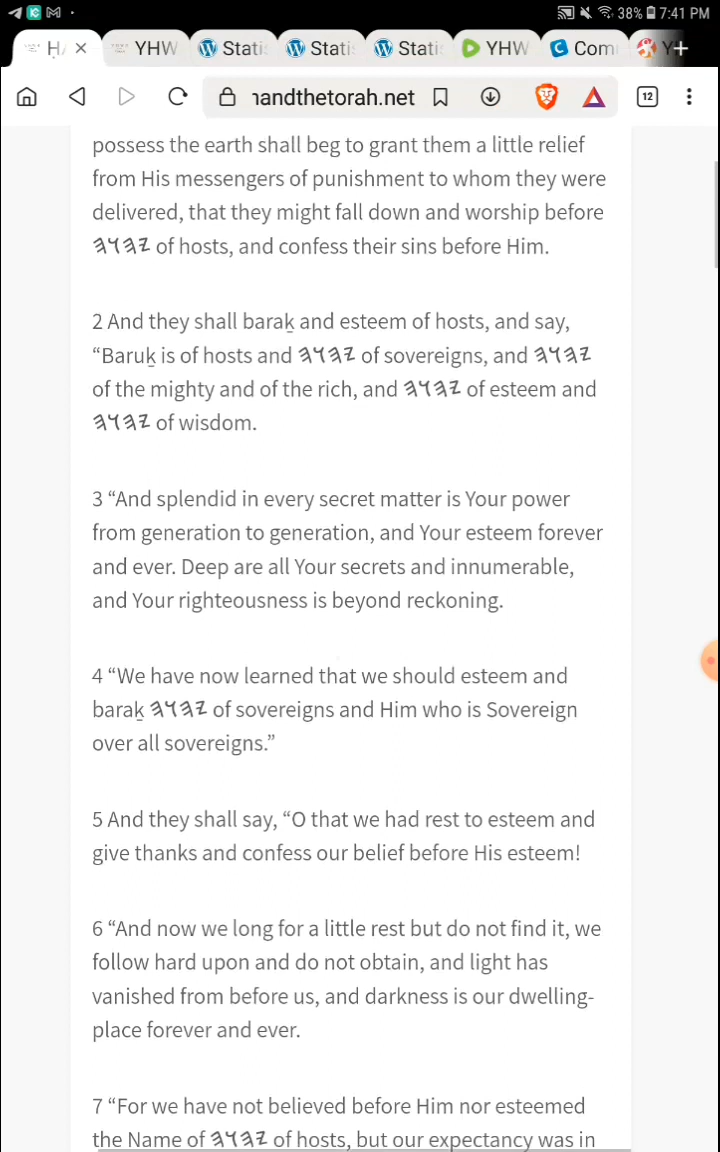 38% 7:41 PM
YHW Stati Stati Stati YHW Com Y
andthetorah.net 12
possess the earth shall beg to grant them a little relief
from His messengers of punishment to whom they were
delivered, that they might fall down and worship before
𐤉𐤄𐤅𐤄 of hosts, and confess their sins before Him.
2 And they shall baraḵ and esteem of hosts, and say,
“Baruḵ is of hosts and 𐤉𐤄𐤅𐤄 of sovereigns, and 𐤉𐤄𐤅𐤄
of the mighty and of the rich, and 𐤉𐤄𐤅𐤄 of esteem and
𐤉𐤄𐤅𐤄 of wisdom.
3 “And splendid in every secret matter is Your power
from generation to generation, and Your esteem forever
and ever. Deep are all Your secrets and innumerable,
and Your righteousness is beyond reckoning.
4 “We have now learned that we should esteem and
baraḵ 𐤉𐤄𐤅𐤄 of sovereigns and Him who is Sovereign
over all sovereigns.”
5 And they shall say, “O that we had rest to esteem and
give thanks and confess our belief before His esteem!
6 “And now we long for a little rest but do not find it, we
follow hard upon and do not obtain, and light has
vanished from before us, and darkness is our dwelling-
place forever and ever.
7 “For we have not believed before Him nor esteemed
the Name of 𐤉𐤄𐤅𐤄 of hosts, but our expectancy was in